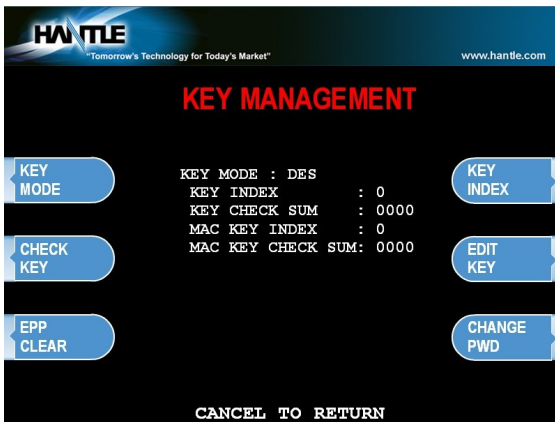 HANTLE
"Tomorrow's Technology for Today's Market"
www.hantle.com
KEY MANAGEMENT
KEY
MODE
CHECK
KEY
EPP
CLEAR
KEY MODE : DES
KEY INDEX : 0
KEY CHECK SUM : 0000
MAC KEY INDEX : 0
MAC KEY CHECK SUM: 0000
KEY
INDEX
EDIT
KEY
CHANGE
PWD
CANCEL TO RETURN